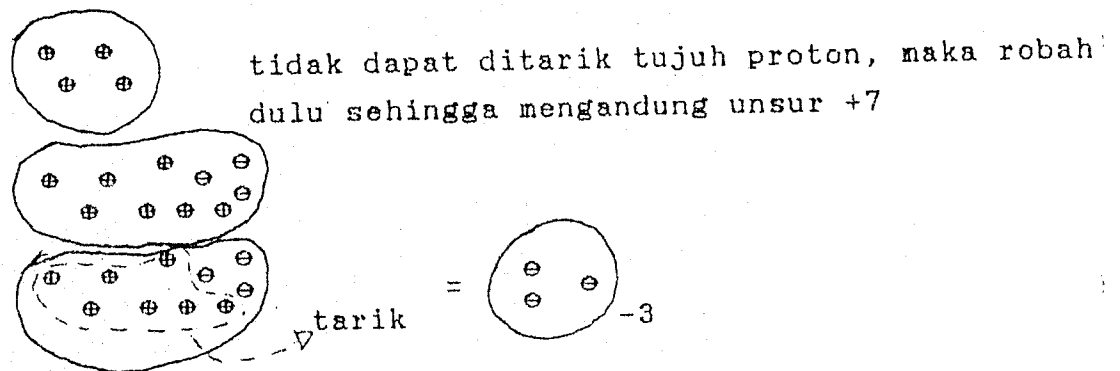 tidak dapat ditarik tujuh proton, maka robah
dulu sehingga mengandung unsur +7
tarik
=
-3